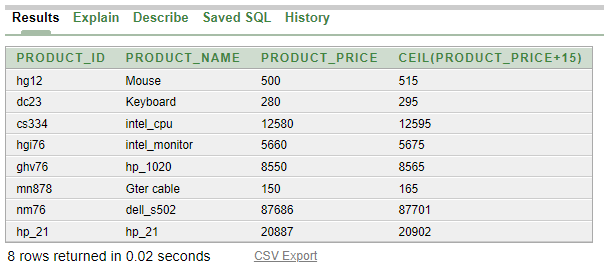 Results Explain Describe Saved SQL History
PRODUCT_ID PRODUCT_NAME PRODUCT_PRICE CEIL(PRODUCT_PRICE+15)
hg12 Mouse 500 515
dc23 Keyboard 280 295
cs334 intel_cpu 12580 12595
hgi76 intel_monitor 5660 5675
ghv76 hp_1020 8550 8565
mn878 Gter cable 150 165
nm76 dell_s502 87686 87701
hp_21 hp_21 20887 20902
8 rows returned in 0.02 seconds CSV Export